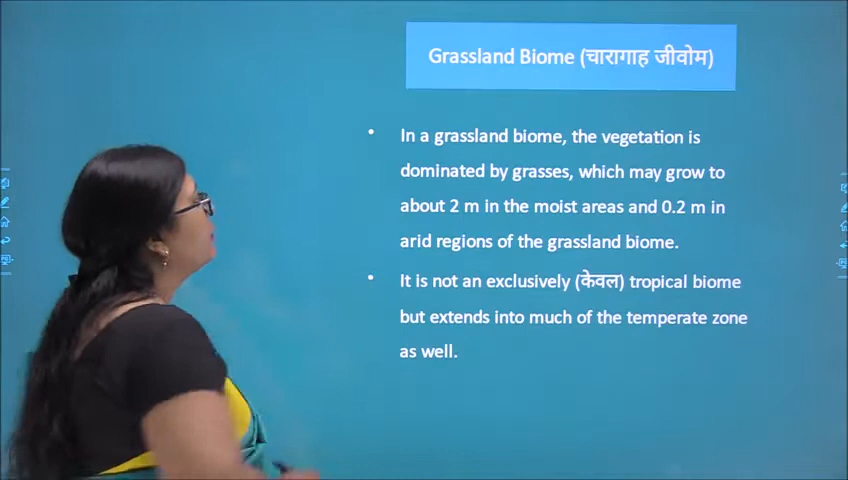 Grassland Biome (चारागाह जीवोम)
• In a grassland biome, the vegetation is
dominated by grasses, which may grow to
about 2 m in the moist areas and 0.2 m in
arid regions of the grassland biome.
• It is not an exclusively (केवल) tropical biome
but extends into much of the temperate zone
as well.